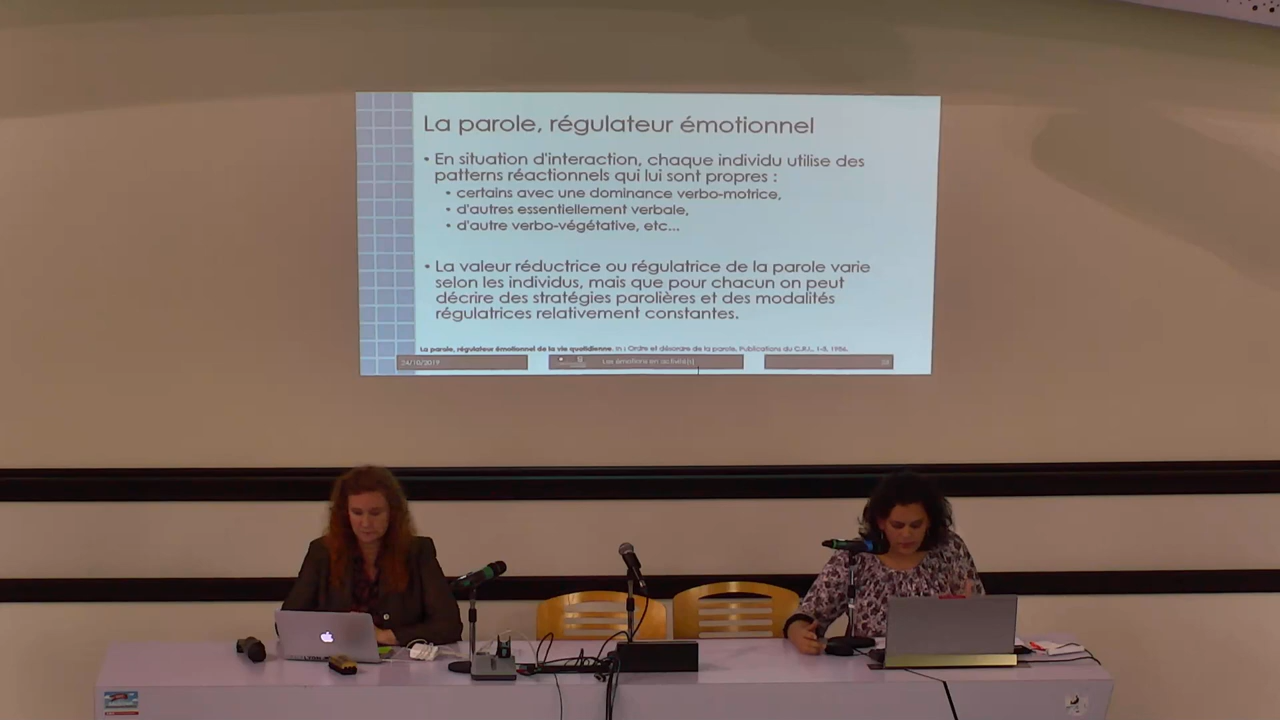 La parole, régulateur émotionnel
• En situation d'interaction, chaque individu utilise des
patterns réactionnels qui lui sont propres :
• certains avec une dominance verbo-motrice,
• d'autres essentiellement verbale,
• d'autre verbo-végétative, etc...
• La valeur réductrice ou régulatrice de la parole varie
selon les individus, mais que pour chacun on peut
décrire des stratégies parolières et des modalités
régulatrices relativement constantes.
La parole, régulateur émotionnel de la vie quotidienne. In : Ordre et désordre de la parole, Publications du C.R.I., 1-5, 1986.
24/10/2019
Les émotions en activité(s)